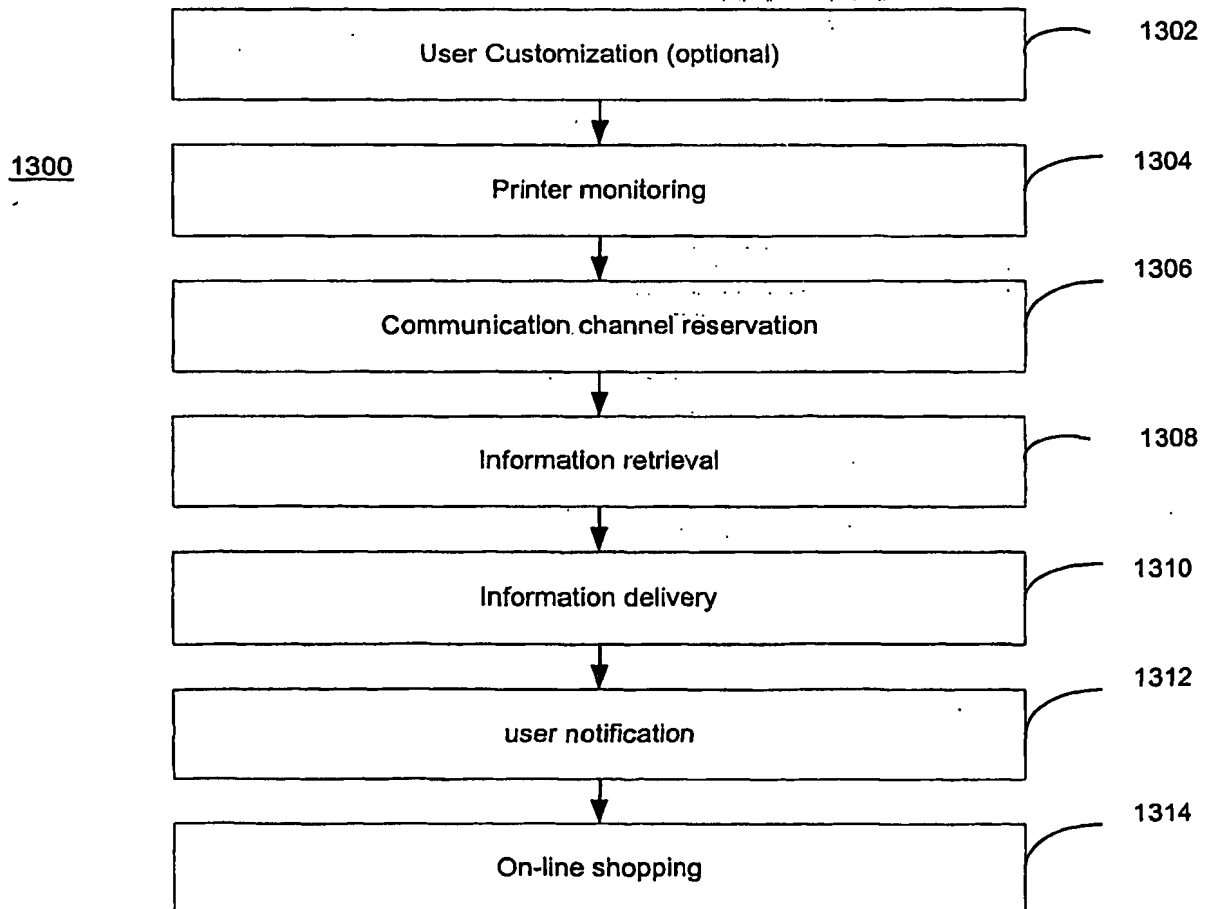 1302
User Customization (optional)
1300
1304
Printer monitoring
1306
Communication channel reservation
1308
Information retrieval
1310
Information delivery
1312
user notification
1314
On-line shopping